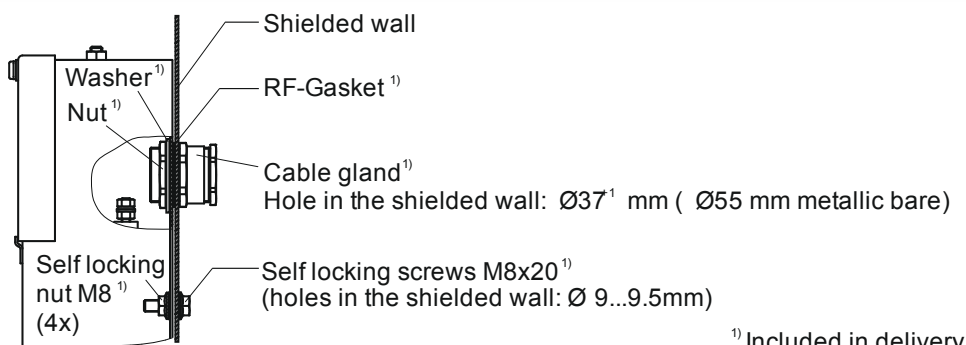 Shielded wall
Washer 1)
RF-Gasket 1)
Nut 1)
Cable gland 1)
Hole in the shielded wall: Ø37+1 mm ( Ø55 mm metallic bare)
Self locking
nut M8 1)
(4x)
Self locking screws M8x20 1)
(holes in the shielded wall: Ø 9...9.5mm)
1) Included in delivery